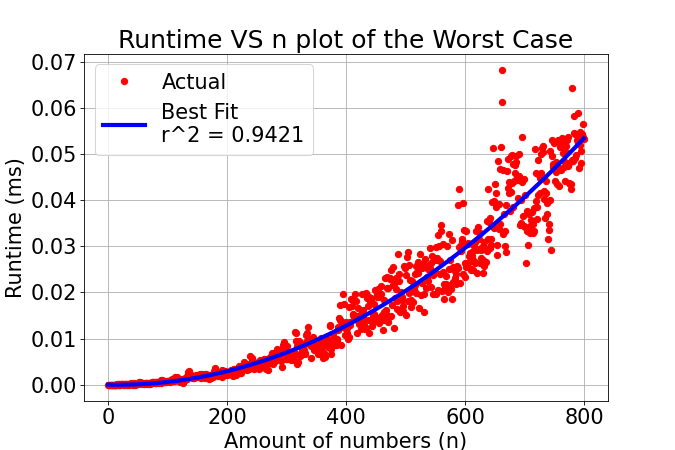 Runtime VS n plot of the Worst Case
0.07
0.06
0.05
0.04
0.03
0.02
0.01
0.00
Runtime (ms)
Actual
Best Fit
r^2 = 0.9421
0 200 400 600 800
Amount of numbers (n)